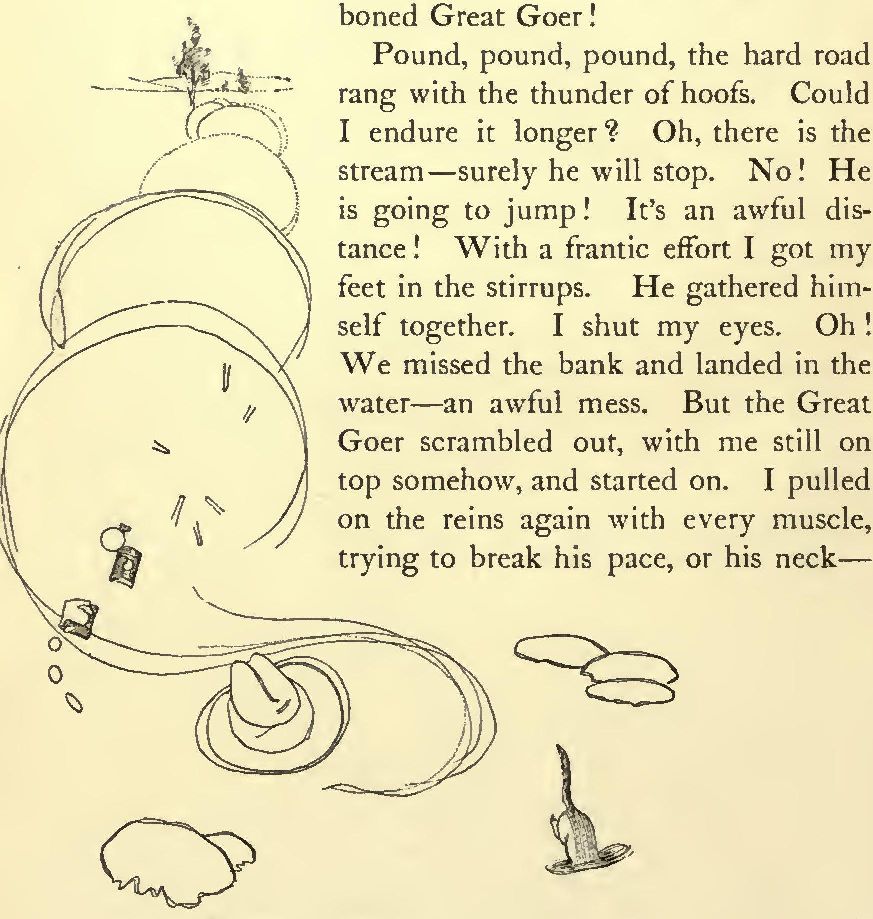 boned Great Goer!
Pound, pound, pound, the hard road
rang with the thunder of hoofs. Could
I endure it longer? Oh, there is the
stream—surely he will stop. No! He
is going to jump! It's an awful dis-
tance! With a frantic effort I got my
feet in the stirrups. He gathered him-
self together. I shut my eyes. Oh!
We missed the bank and landed in the
water—an awful mess. But the Great
Goer scrambled out, with me still on
top somehow, and started on. I pulled
on the reins again with every muscle,
trying to break his pace, or his neck—